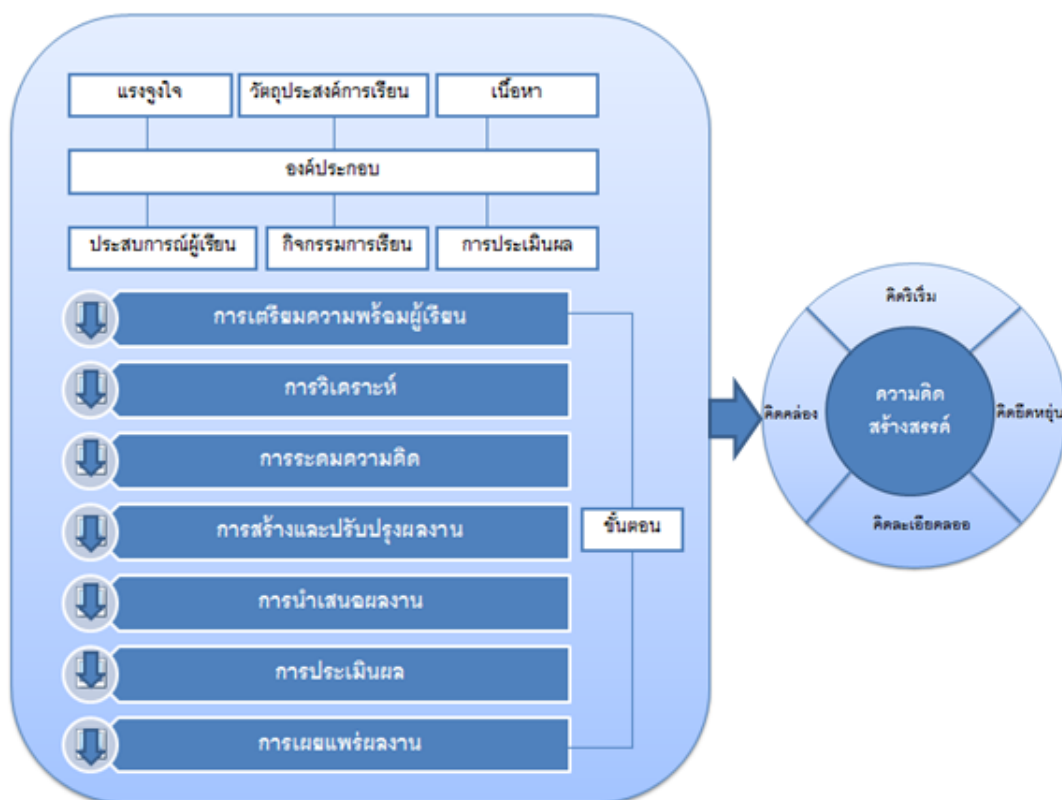 แรงจูงใจ วัตถุประสงค์การเรียน เนื้อหา
องค์ประกอบ
ประสบการณ์ผู้เรียน กิจกรรมการเรียน การประเมินผล
การเตรียมความพร้อมผู้เรียน
การวิเคราะห์
การระดมความคิด
การสร้างและปรับปรุงผลงาน
ขั้นตอน
การนำเสนอผลงาน
การประเมินผล
การเผยแพร่ผลงาน
คิดริเริ่ม
คิดคล่อง
ความคิด
สร้างสรรค์
คิดยืดหยุ่น
คิดละเอียดลออ